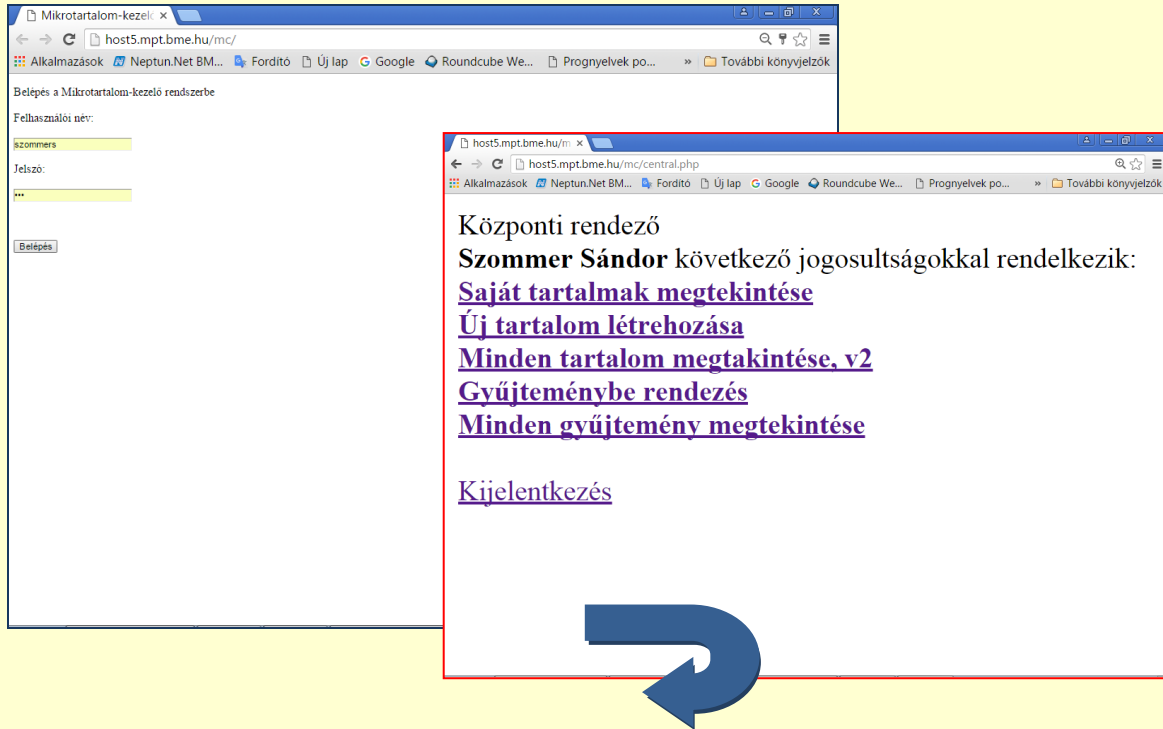 Mikrotartalom-kezelő
host5.mpt.bme.hu/mc/
Alkalmazások Neptun.Net BM... Fordító Új lap Google Roundcube We... Prognyelvek po... » További könyvjelzők
Belépés a Mikrotartalom-kezelő rendszerbe
Felhasználói név:
szommers
Jelszó:
•••
Belépés
host5.mpt.bme.hu/m
host5.mpt.bme.hu/mc/central.php
Alkalmazások Neptun.Net BM... Fordító Új lap Google Roundcube We... Prognyelvek po... » További könyvjelzők
Központi rendező
Szommer Sándor következő jogosultságokkal rendelkezik:
Saját tartalmak megtekintése
Új tartalom létrehozása
Minden tartalom megtakintése, v2
Gyűjteménybe rendezés
Minden gyűjtemény megtekintése
Kijelentkezés